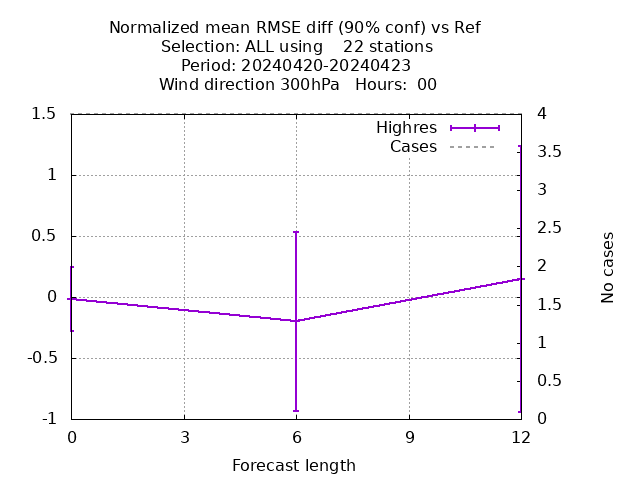 Normalized mean RMSE diff (90% conf) vs Ref
Selection: ALL using    22 stations
Period: 20240420-20240423
Wind direction 300hPa   Hours:  00
Highres
Cases
1.5
1
0.5
0
-0.5
-1
4
3.5
3
2.5
2
1.5
1
0.5
0
No cases
0 3 6 9 12
Forecast length